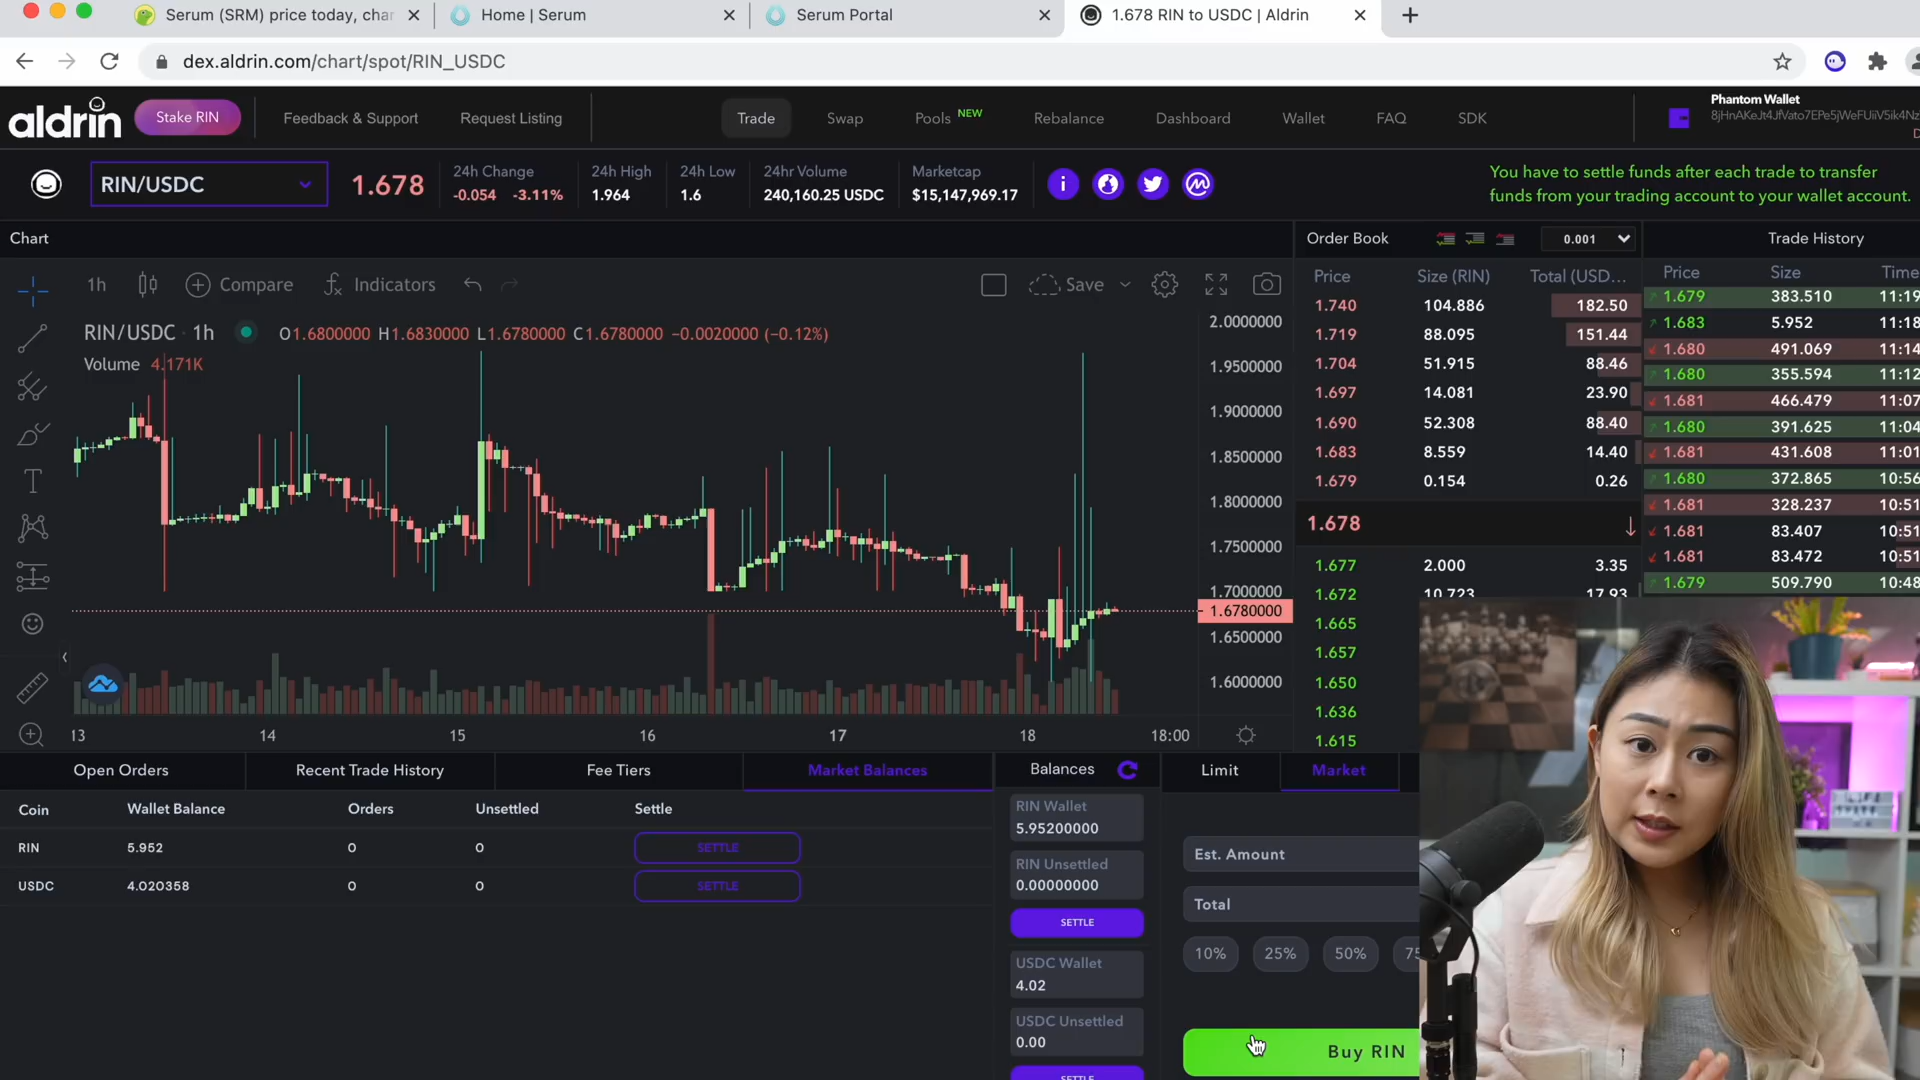 Serum (SRM) price today, char
Home | Serum
Serum Portal
1.678 RIN to USDC | Aldrin
dex.aldrin.com/chart/spot/RIN_USDC
aldrin
Stake RIN
Feedback & Support
Request Listing
Trade
Swap
Pools NEW
Rebalance
Dashboard
Wallet
FAQ
SDK
Phantom Wallet
RIN/USDC
1.678
24h Change
-0.054 -3.11%
24h High
1.964
24h Low
1.6
24hr Volume
240,160.25 USDC
Marketcap
$15,147,969.17
You have to settle funds after each trade to transfer
funds from your trading account to your wallet account.
Chart
1h
Compare
Indicators
Save
RIN/USDC · 1h
O1.6800000 H1.6830000 L1.6780000 C1.6780000 −0.0020000 (−0.12%)
Volume 4.171K
2.0000000
1.9500000
1.9000000
1.8500000
1.8000000
1.7500000
1.7000000
1.6780000
1.6500000
1.6000000
13 14 15 16 17 18 18:00
Order Book
0.001
Price Size (RIN) Total (USD...
1.740 104.886 182.50
1.719 88.095 151.44
1.704 51.915 88.46
1.697 14.081 23.90
1.690 52.308 88.40
1.683 8.559 14.40
1.679 0.154 0.26
1.678
1.677 2.000 3.35
1.672 10.723 17.93
1.665
1.657
1.650
1.636
1.615
Trade History
Price Size Time
1.679 383.510 11:19
1.683 5.952 11:18
1.680 491.069 11:14
1.680 355.594 11:12
1.681 466.479 11:07
1.680 391.625 11:04
1.681 431.608 11:01
1.680 372.865 10:56
1.681 328.237 10:51
1.681 83.407 10:51
1.681 83.472 10:51
1.679 509.790 10:48
Open Orders
Recent Trade History
Fee Tiers
Market Balances
Coin Wallet Balance Orders Unsettled Settle
RIN 5.952 0 0 SETTLE
USDC 4.020358 0 0 SETTLE
Balances
RIN Wallet
5.95200000
RIN Unsettled
0.00000000
SETTLE
USDC Wallet
4.02
USDC Unsettled
0.00
SETTLE
Limit
Market
Est. Amount
Total
10% 25% 50% 75
Buy RIN